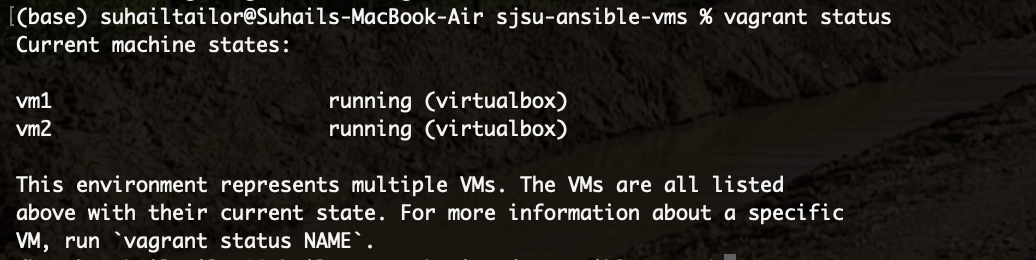 (base) suhailtailor@Suhails-MacBook-Air sjsu-ansible-vms % vagrant status
Current machine states:
vm1 running (virtualbox)
vm2 running (virtualbox)
This environment represents multiple VMs. The VMs are all listed
above with their current state. For more information about a specific
VM, run `vagrant status NAME`.